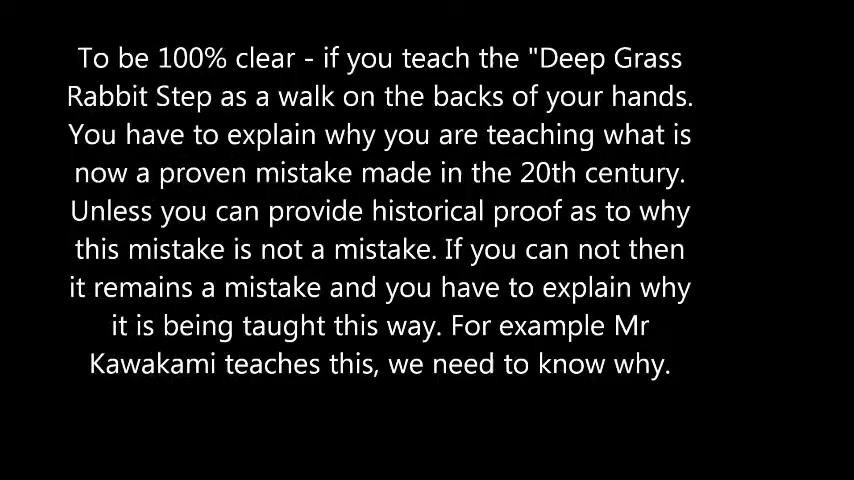 To be 100% clear - if you teach the "Deep Grass
Rabbit Step as a walk on the backs of your hands.
You have to explain why you are teaching what is
now a proven mistake made in the 20th century.
Unless you can provide historical proof as to why
this mistake is not a mistake. If you can not then
it remains a mistake and you have to explain why
it is being taught this way. For example Mr
Kawakami teaches this, we need to know why.